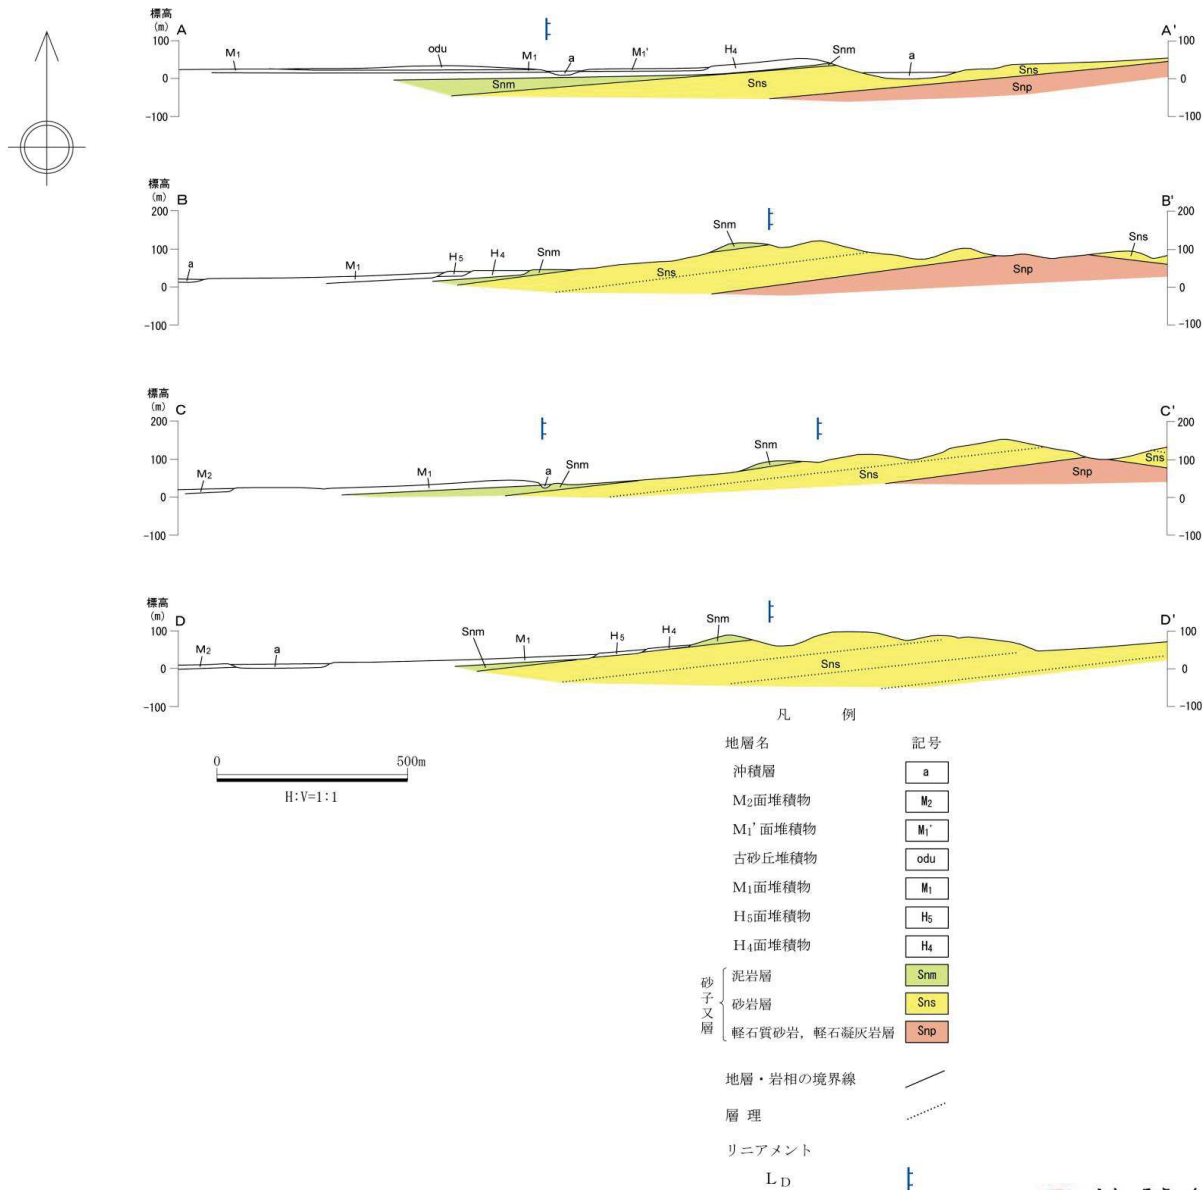 標高
(m)
A
A'
100
0
-100
100
0
-100
M1
odu
M1
a
M1'
H4
Snm
a
Snm
Sns
Sns
Snp
標高
(m)
B
B'
200
100
0
-100
200
100
0
-100
a
M1
H5
H4
Snm
Snm
Sns
Snp
Sns
標高
(m)
C
C'
200
100
0
-100
200
100
0
-100
M2
M1
a
Snm
Snm
Sns
Snp
Sns
標高
(m)
D
D'
100
0
-100
100
0
-100
M2
a
Snm
M1
H5
H4
Snm
Sns
0 500m
H:V=1:1
凡 例
地層名 記号
沖積層 a
M2面堆積物 M2
M1'面堆積物 M1'
古砂丘堆積物 odu
M1面堆積物 M1
H5面堆積物 H5
H4面堆積物 H4
砂子又層
泥岩層 Snm
砂岩層 Sns
軽石質砂岩，軽石凝灰岩層 Snp
地層・岩相の境界線
層 理
リニアメント
LD